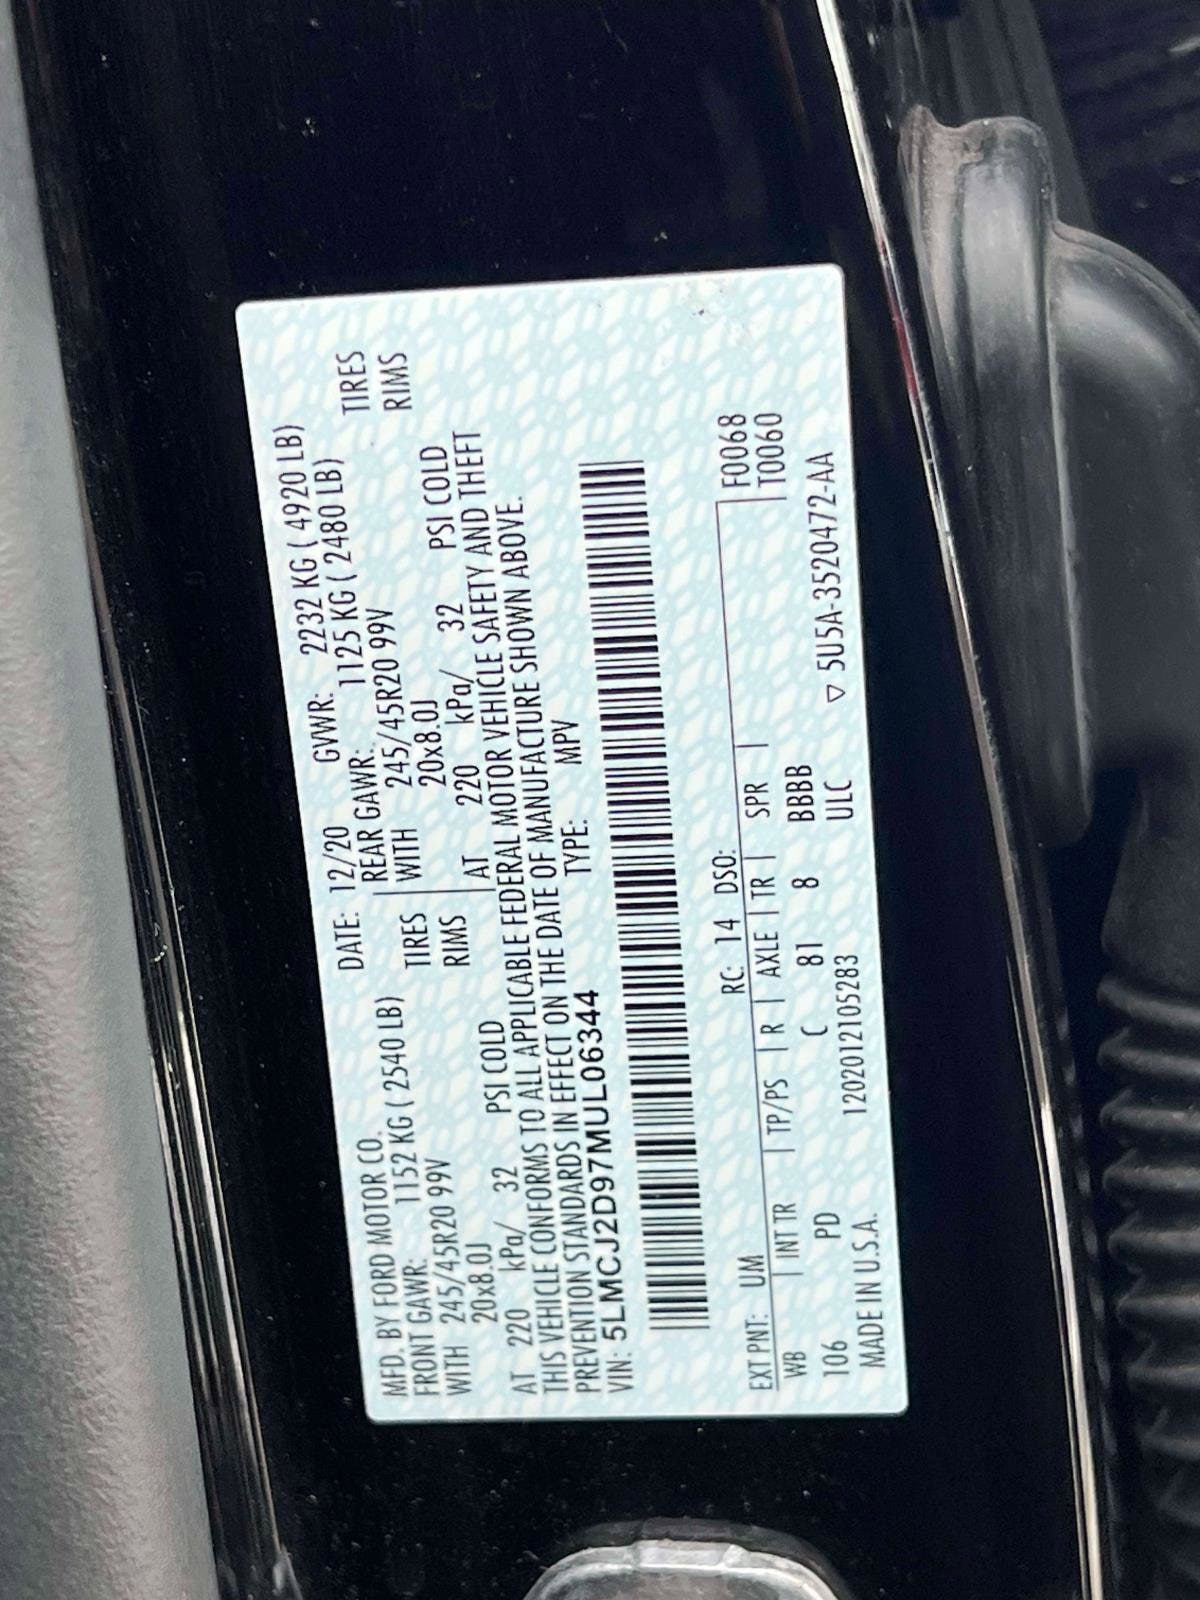 MFD. BY FORD MOTOR CO. DATE: 12/20 GVWR: 2232 KG ( 4920 LB)
FRONT GAWR: 1152 KG ( 2540 LB) REAR GAWR: 1125 KG ( 2480 LB)
WITH 245/45R20 99V TIRES WITH 245/45R20 99V TIRES
20x8.0J RIMS 20x8.0J RIMS
AT 220 kPa/ 32 PSI COLD AT 220 kPa/ 32 PSI COLD
THIS VEHICLE CONFORMS TO ALL APPLICABLE FEDERAL MOTOR VEHICLE SAFETY AND THEFT
PREVENTION STANDARDS IN EFFECT ON THE DATE OF MANUFACTURE SHOWN ABOVE.
VIN: 5LMCJ2D97MUL06344 TYPE: MPV
EXT PNT: UM RC: 14 DSO: F0068
WB INT TR TP/PS R AXLE TR SPR T0060
106 PD C 81 8 BBBB
MADE IN U.S.A. 1202012105283 ULC ▽ 5U5A-3520472-AA